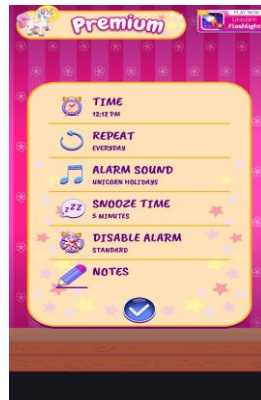 Premium
PLAY NOW
Unicorn
Flashlight
TIME
12:12 PM
REPEAT
EVERYDAY
ALARM SOUND
UNICORN HOLIDAYS
zzz
SNOOZE TIME
5 MINUTES
DISABLE ALARM
STANDARD
NOTES